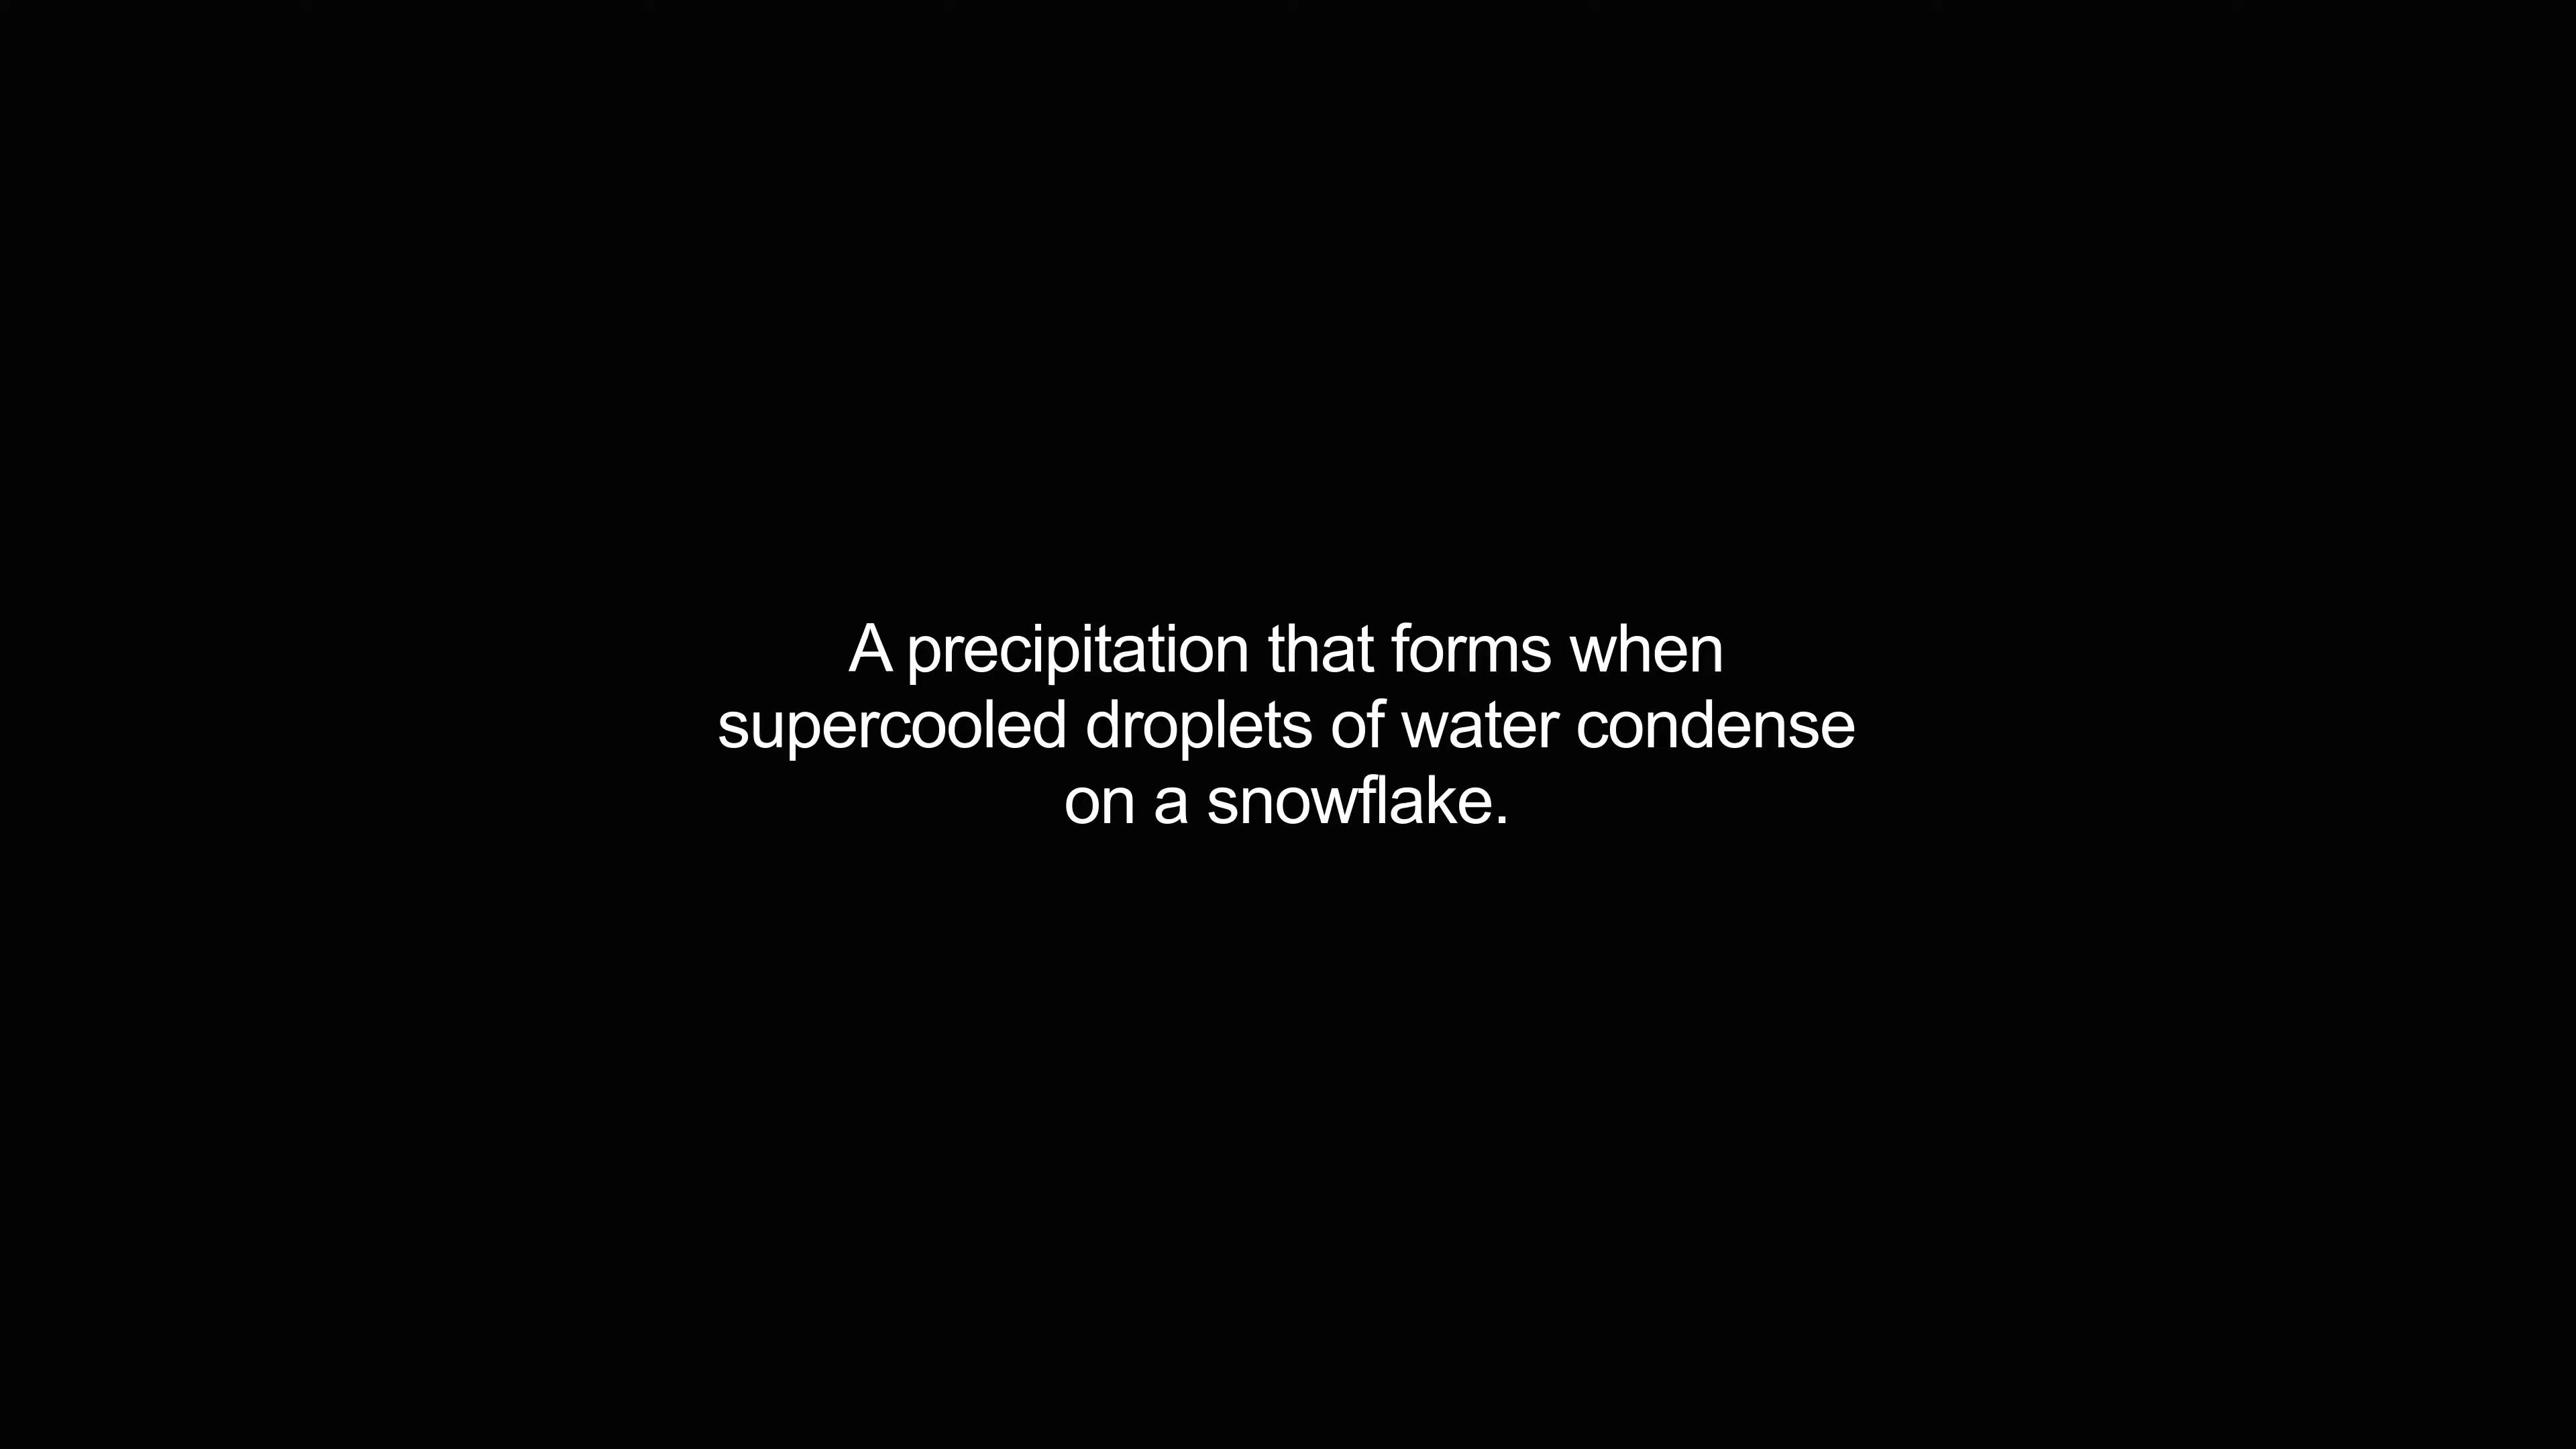 A precipitation that forms when
supercooled droplets of water condense
on a snowflake.